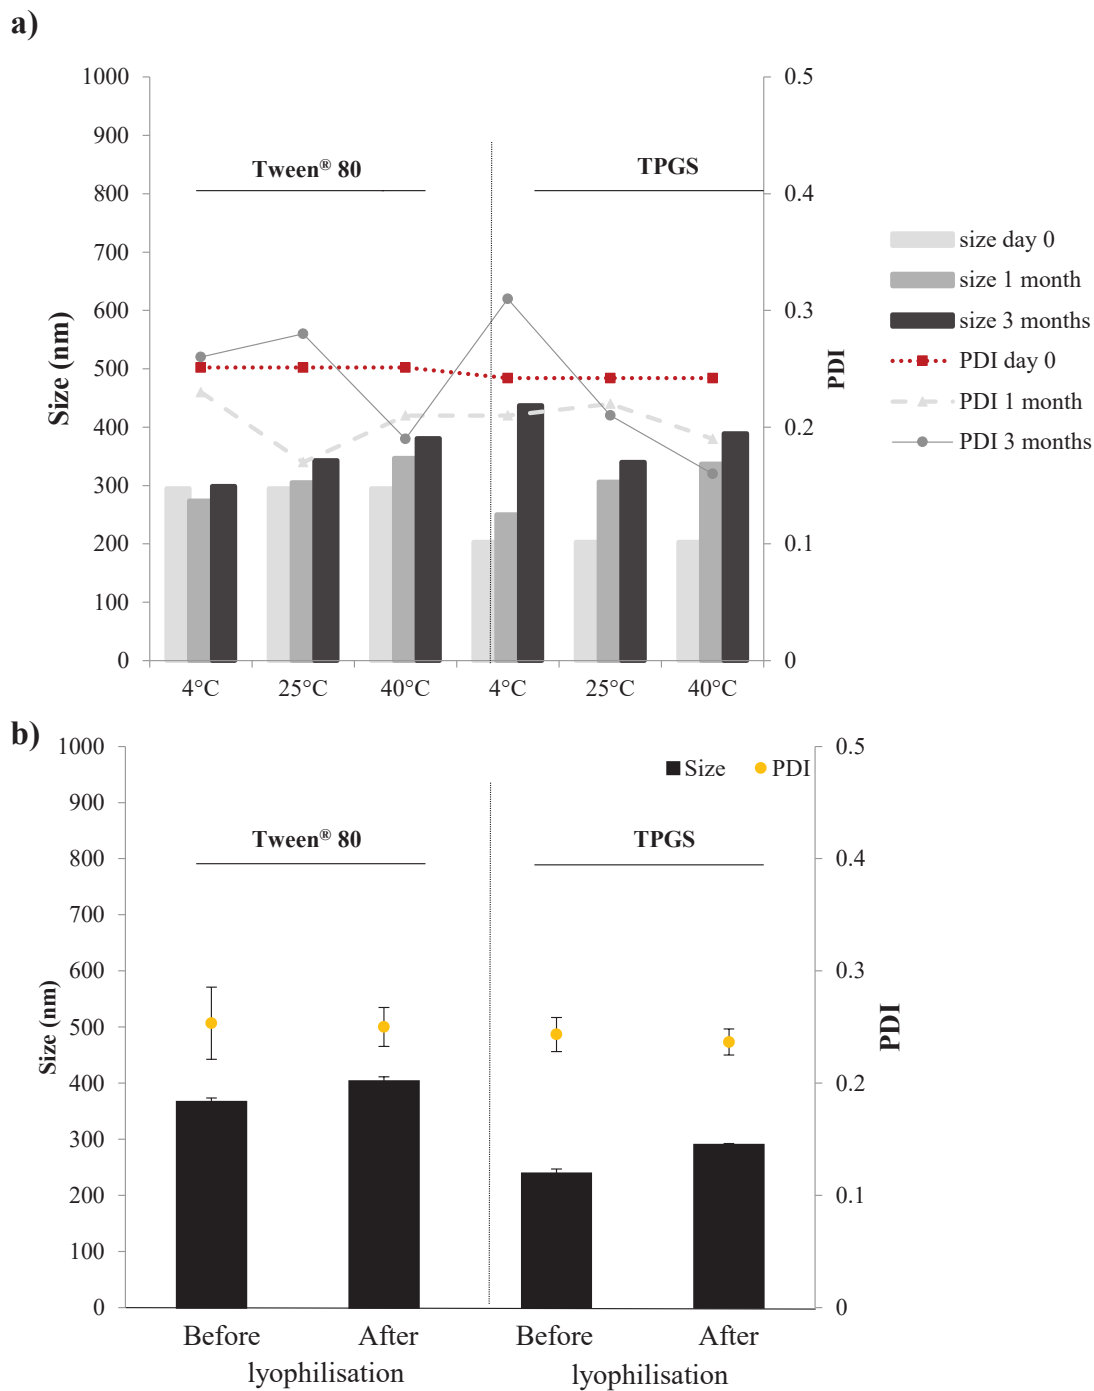 a)
1000
900
800
700
600
500
400
300
200
100
0
Size (nm)
Tween® 80
TPGS
0.5
0.4
0.3
0.2
0.1
0
PDI
4°C
25°C
40°C
4°C
25°C
40°C
size day 0
size 1 month
size 3 months
PDI day 0
PDI 1 month
PDI 3 months
b)
1000
900
800
700
600
500
400
300
200
100
0
Size (nm)
Size
PDI
Tween® 80
TPGS
0.5
0.4
0.3
0.2
0.1
0
PDI
Before
After
Before
After
lyophilisation
lyophilisation